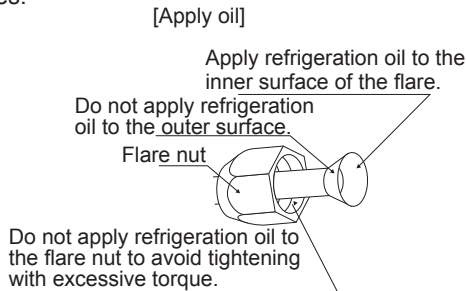 [Apply oil]
Apply refrigeration oil to the
inner surface of the flare.
Do not apply refrigeration
oil to the outer surface.
Flare nut
Do not apply refrigeration oil to
the flare nut to avoid tightening
with excessive torque.